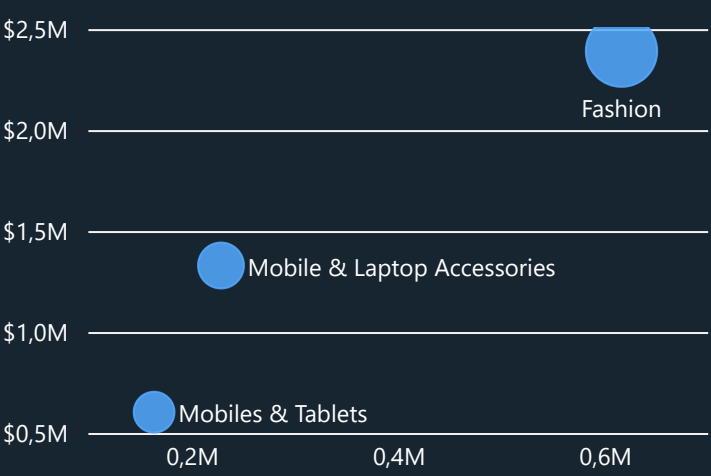 $2,5M
Fashion
$2,0M
$1,5M
Mobile & Laptop Accessories
$1,0M
Mobiles & Tablets
$0,5M
0,2M 0,4M 0,6M